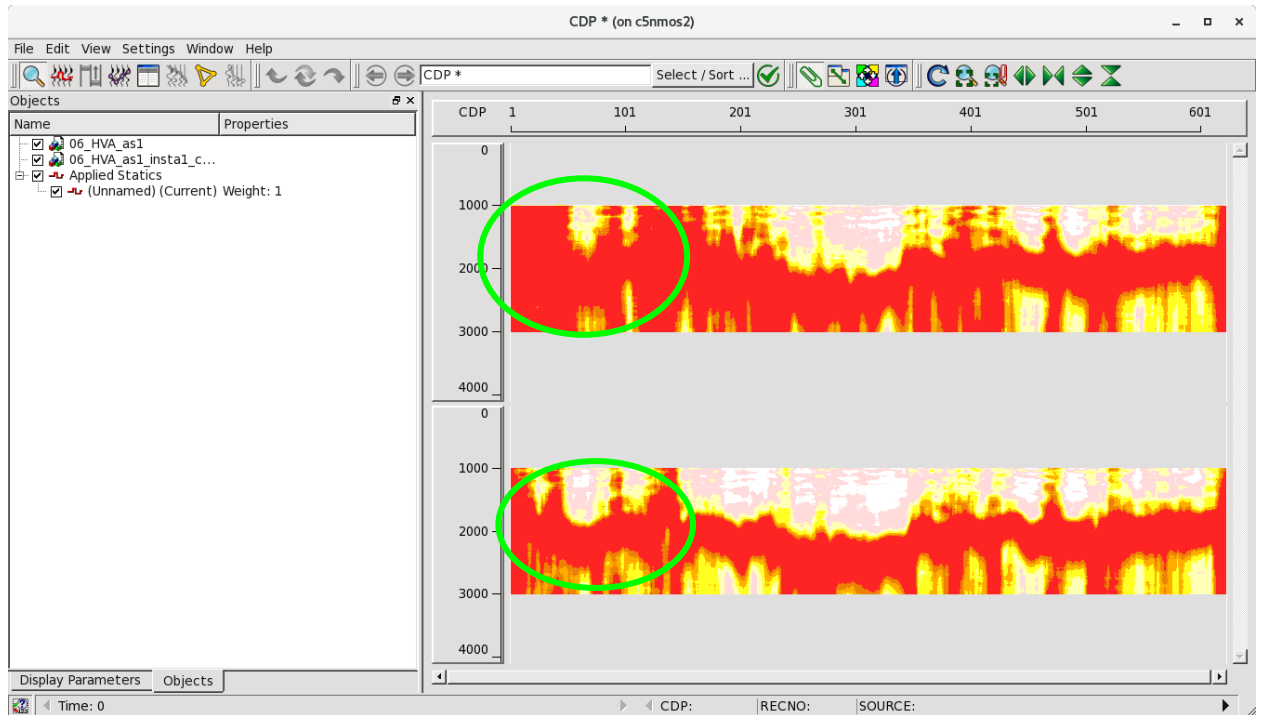 CDP * (on c5nmos2)
File Edit View Settings Window Help
CDP * Select / Sort ...
Objects
Name Properties
06_HVA_as1
06_HVA_as1_insta1_c...
Applied Statics
(Unnamed) (Current) Weight: 1
CDP 1 101 201 301 401 501 601
0
1000
2000
3000
4000
0
1000
2000
3000
4000
Display Parameters Objects
Time: 0 CDP: RECNO: SOURCE: